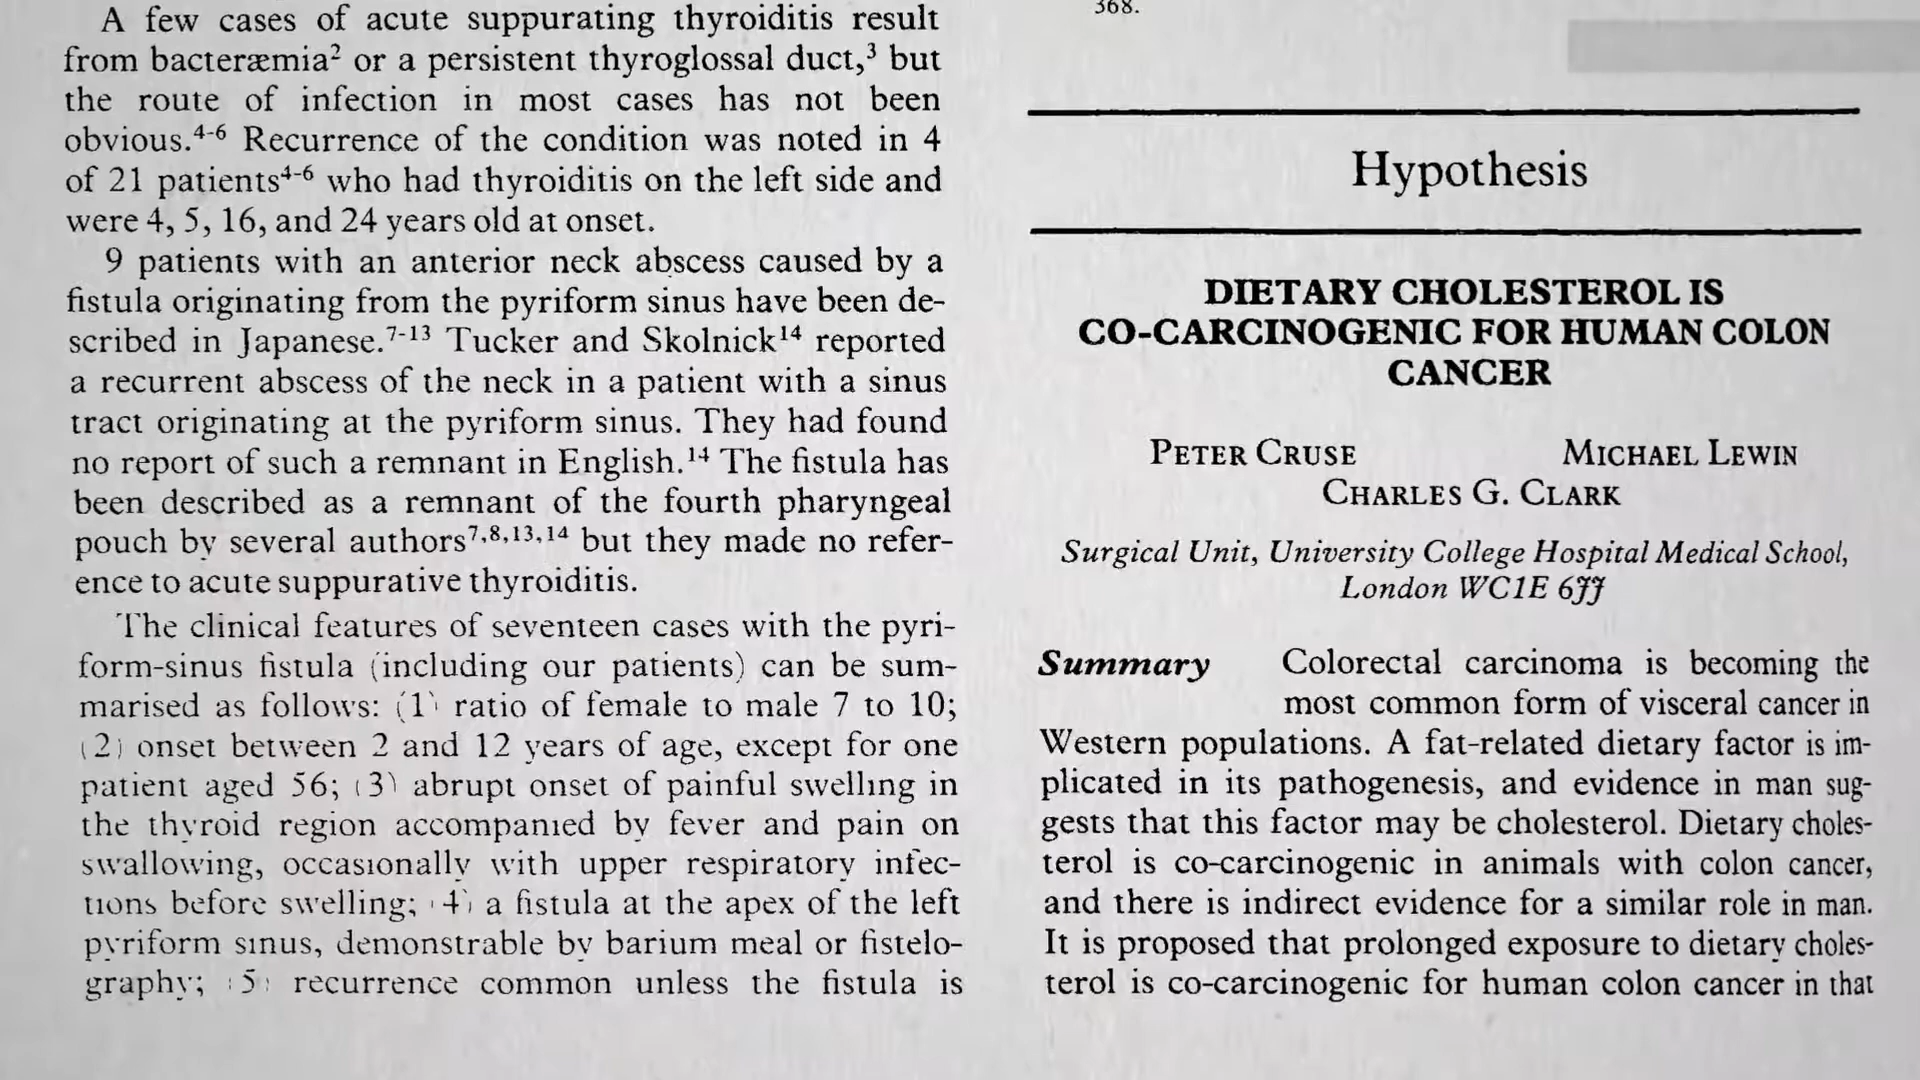 A few cases of acute suppurating thyroiditis result
from bacteræmia² or a persistent thyroglossal duct,³ but
the route of infection in most cases has not been
obvious.⁴⁻⁶ Recurrence of the condition was noted in 4
of 21 patients⁴⁻⁶ who had thyroiditis on the left side and
were 4, 5, 16, and 24 years old at onset.
9 patients with an anterior neck abscess caused by a
fistula originating from the pyriform sinus have been de-
scribed in Japanese.⁷⁻¹³ Tucker and Skolnick¹⁴ reported
a recurrent abscess of the neck in a patient with a sinus
tract originating at the pyriform sinus. They had found
no report of such a remnant in English.¹⁴ The fistula has
been described as a remnant of the fourth pharyngeal
pouch by several authors⁷,⁸,¹³,¹⁴ but they made no refer-
ence to acute suppurative thyroiditis.
The clinical features of seventeen cases with the pyri-
form-sinus fistula (including our patients) can be sum-
marised as follows: (1) ratio of female to male 7 to 10;
(2) onset between 2 and 12 years of age, except for one
patient aged 56; (3) abrupt onset of painful swelling in
the thyroid region accompanied by fever and pain on
swallowing, occasionally with upper respiratory infec-
tions before swelling; (4) a fistula at the apex of the left
pyriform sinus, demonstrable by barium meal or fistelo-
graphy; (5) recurrence common unless the fistula is
368.
Hypothesis
DIETARY CHOLESTEROL IS
CO-CARCINOGENIC FOR HUMAN COLON
CANCER
PETER CRUSE MICHAEL LEWIN
CHARLES G. CLARK
Surgical Unit, University College Hospital Medical School,
London WC1E 6JJ
Summary Colorectal carcinoma is becoming the
most common form of visceral cancer in
Western populations. A fat-related dietary factor is im-
plicated in its pathogenesis, and evidence in man sug-
gests that this factor may be cholesterol. Dietary choles-
terol is co-carcinogenic in animals with colon cancer,
and there is indirect evidence for a similar role in man.
It is proposed that prolonged exposure to dietary choles-
terol is co-carcinogenic for human colon cancer in that